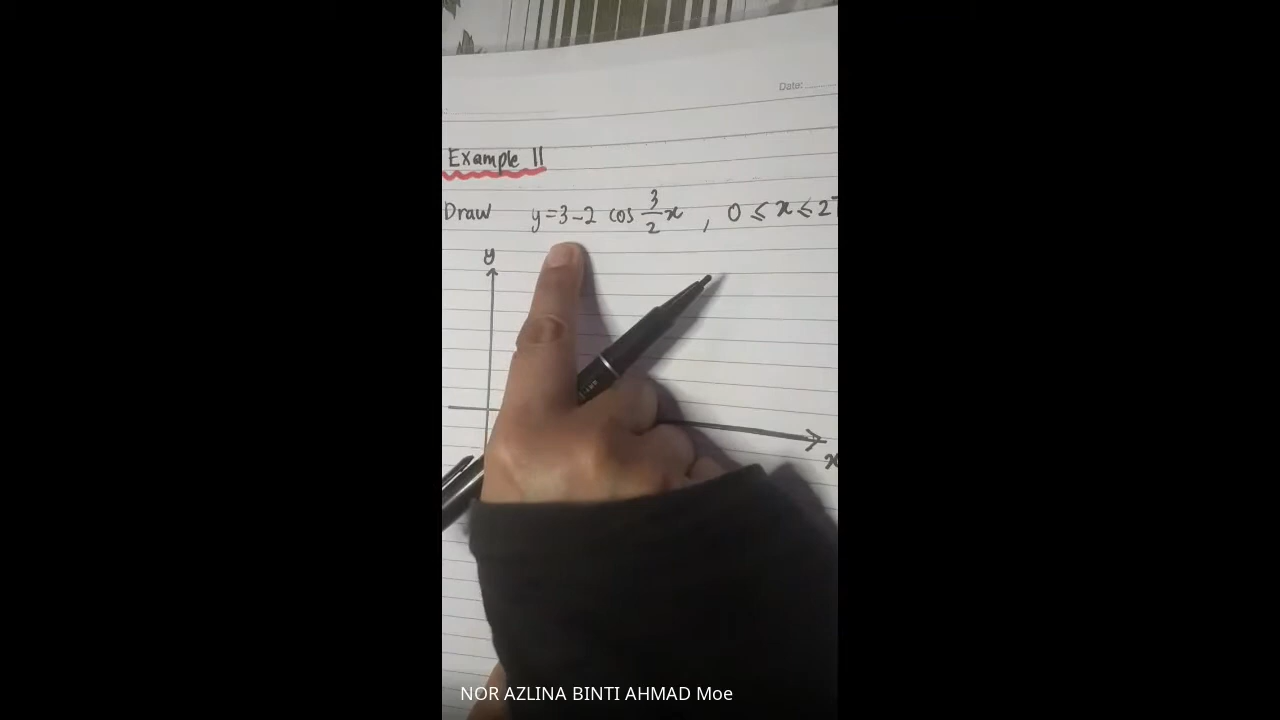 Date:
Example 11
Draw y=3-2 cos 3/2 x , 0 ≤ x ≤ 2
y
x
NOR AZLINA BINTI AHMAD Moe